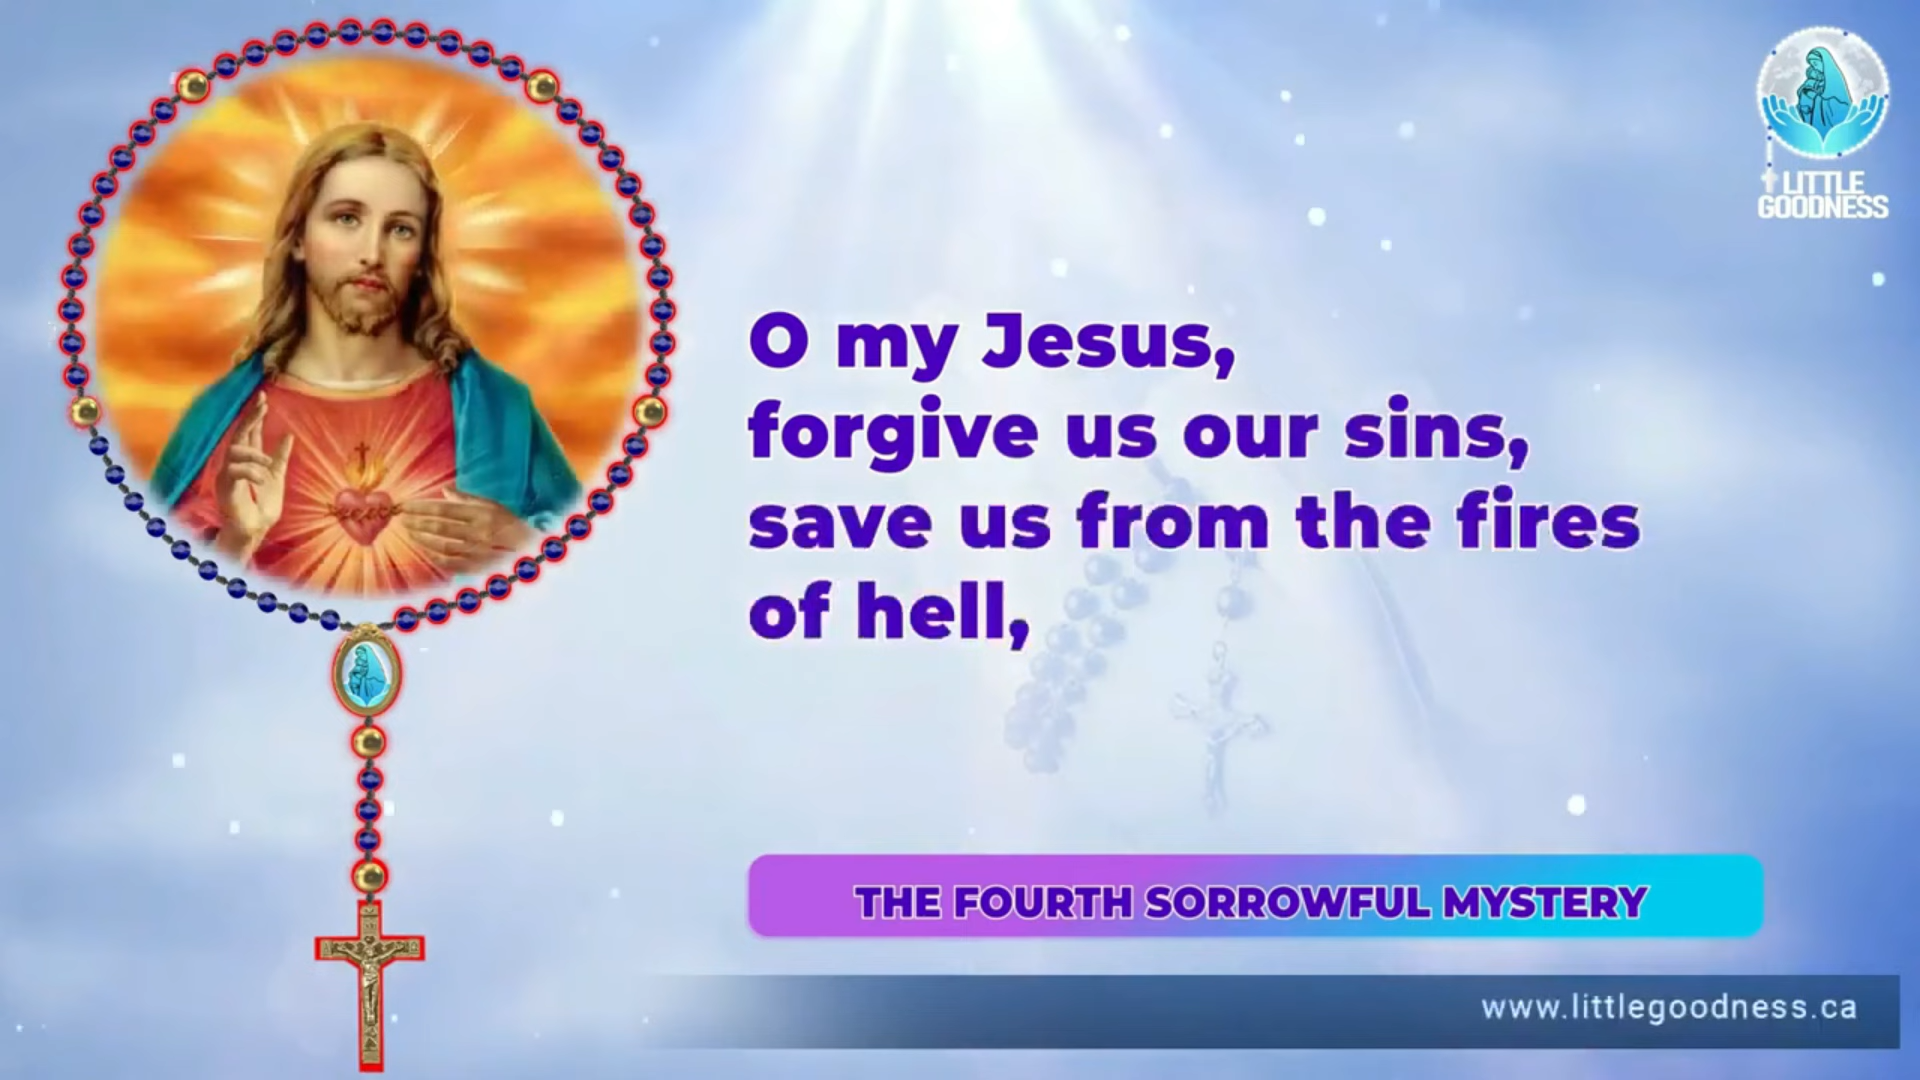 LITTLE
GOODNESS
O my Jesus,
forgive us our sins,
save us from the fires
of hell,
THE FOURTH SORROWFUL MYSTERY
www.littlegoodness.ca